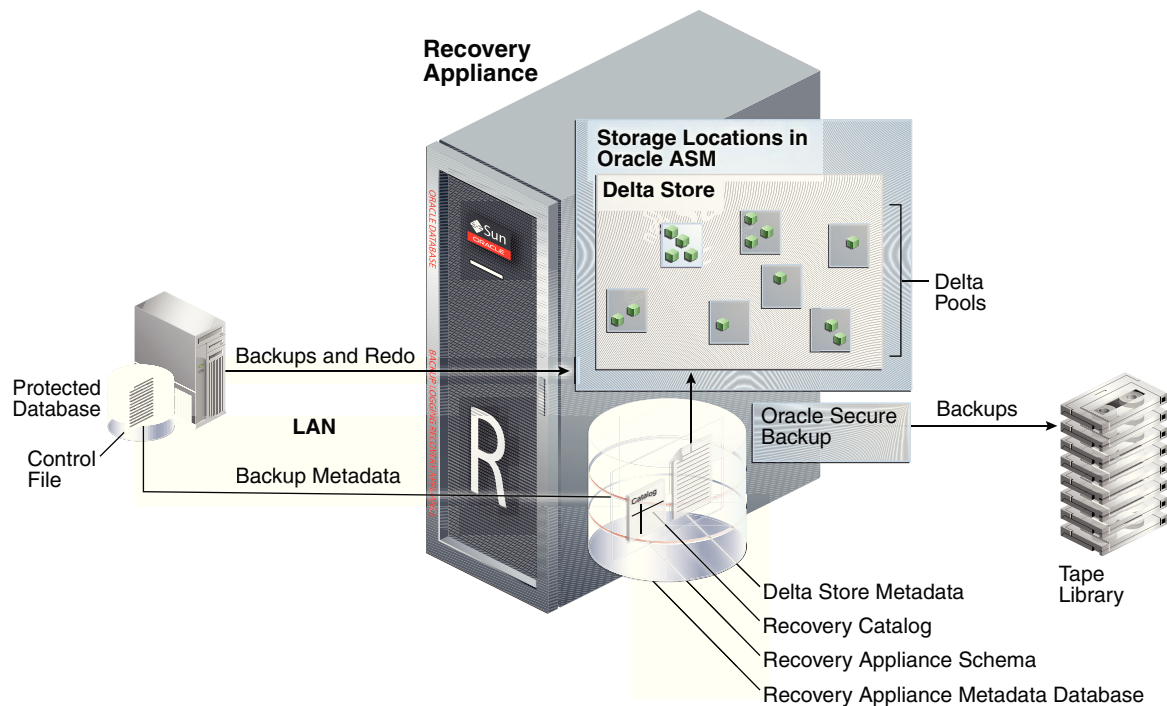 Recovery
Appliance
Storage Locations in
Oracle ASM
Delta Store
ORACLE DATABASE
Sun
ORACLE
Delta
Pools
Backups and Redo
Protected
Database
LAN
Control
File
Backup Metadata
R
Oracle Secure
Backup
Backups
Catalog
Tape
Library
Delta Store Metadata
Recovery Catalog
Recovery Appliance Schema
Recovery Appliance Metadata Database